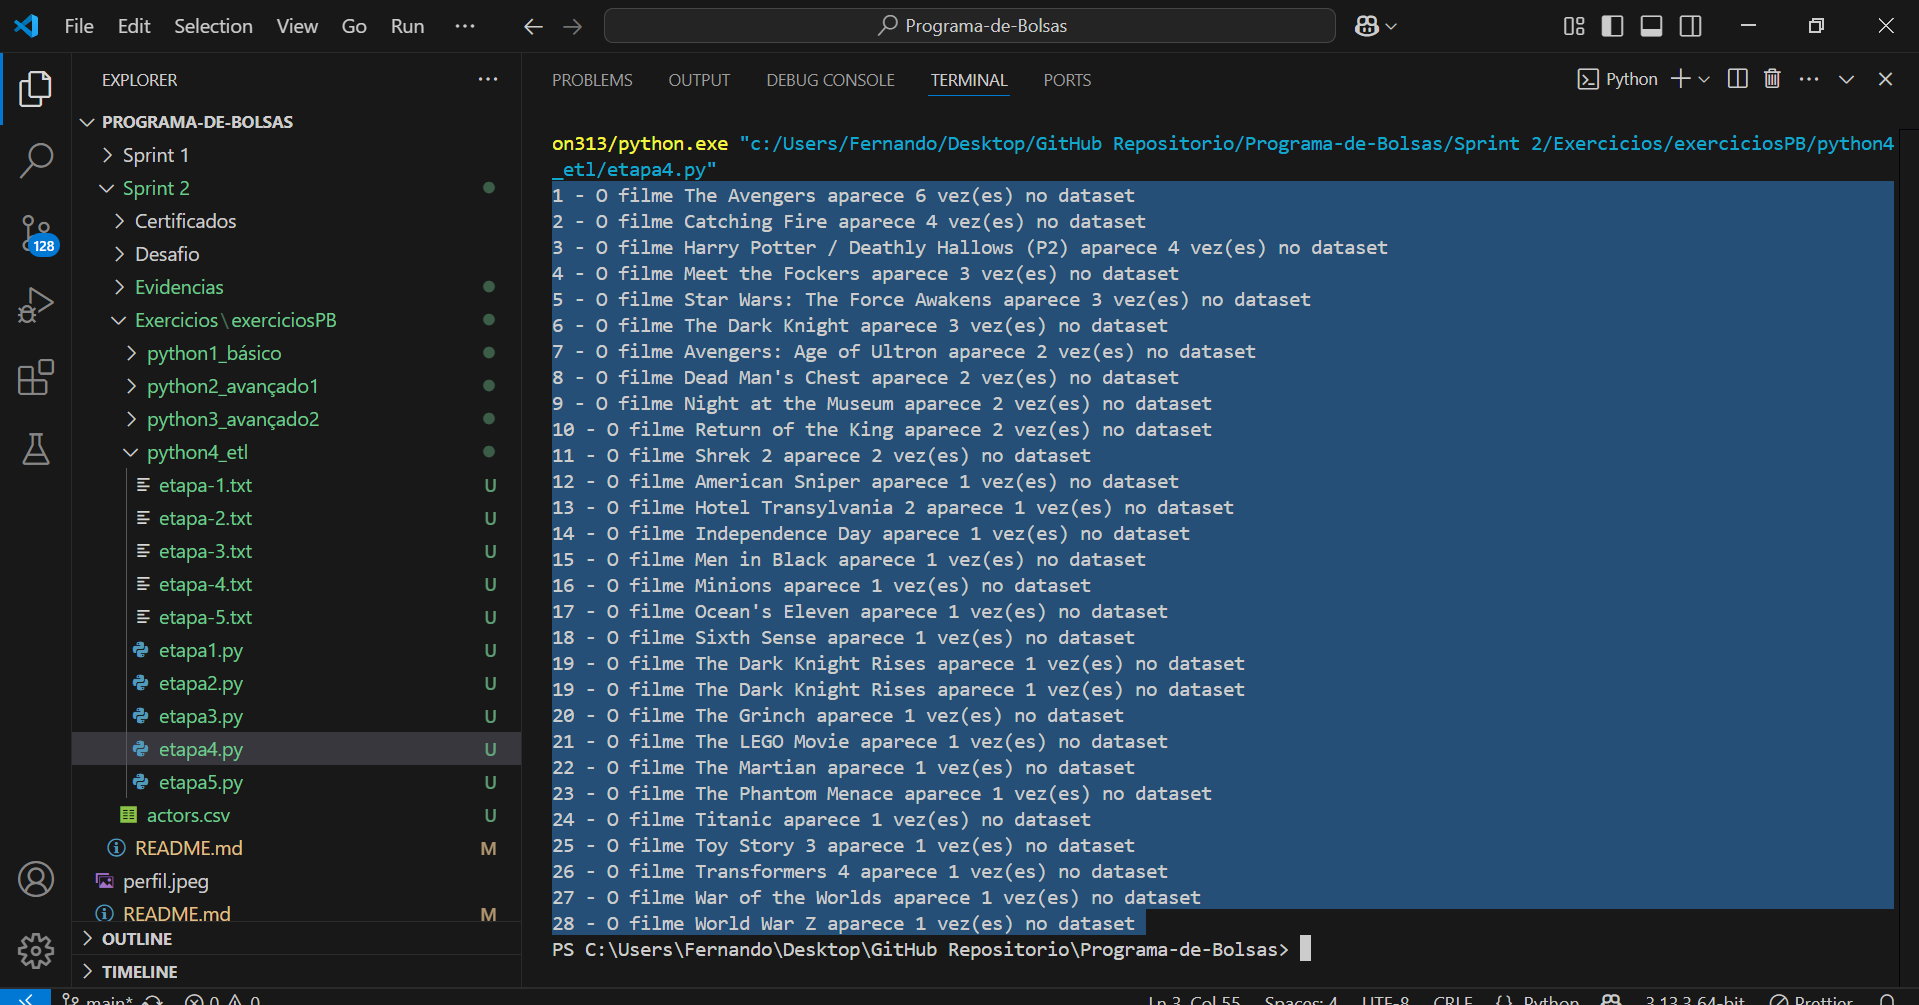 File Edit Selection View Go Run ··· Programa-de-Bolsas
EXPLORER
PROGRAMA-DE-BOLSAS
Sprint 1
Sprint 2
Certificados
Desafio
Evidencias
Exercicios\exerciciosPB
python1_básico
python2_avançado1
python3_avançado2
python4_etl
etapa-1.txt U
etapa-2.txt U
etapa-3.txt U
etapa-4.txt U
etapa-5.txt U
etapa1.py U
etapa2.py U
etapa3.py U
etapa4.py U
etapa5.py U
actors.csv U
README.md M
perfil.jpeg
README.md M
OUTLINE
TIMELINE
128
PROBLEMS OUTPUT DEBUG CONSOLE TERMINAL PORTS Python
on313/python.exe "c:/Users/Fernando/Desktop/GitHub Repositorio/Programa-de-Bolsas/Sprint 2/Exercicios/exerciciosPB/python4
_etl/etapa4.py"
1 - O filme The Avengers aparece 6 vez(es) no dataset
2 - O filme Catching Fire aparece 4 vez(es) no dataset
3 - O filme Harry Potter / Deathly Hallows (P2) aparece 4 vez(es) no dataset
4 - O filme Meet the Fockers aparece 3 vez(es) no dataset
5 - O filme Star Wars: The Force Awakens aparece 3 vez(es) no dataset
6 - O filme The Dark Knight aparece 3 vez(es) no dataset
7 - O filme Avengers: Age of Ultron aparece 2 vez(es) no dataset
8 - O filme Dead Man's Chest aparece 2 vez(es) no dataset
9 - O filme Night at the Museum aparece 2 vez(es) no dataset
10 - O filme Return of the King aparece 2 vez(es) no dataset
11 - O filme Shrek 2 aparece 2 vez(es) no dataset
12 - O filme American Sniper aparece 1 vez(es) no dataset
13 - O filme Hotel Transylvania 2 aparece 1 vez(es) no dataset
14 - O filme Independence Day aparece 1 vez(es) no dataset
15 - O filme Men in Black aparece 1 vez(es) no dataset
16 - O filme Minions aparece 1 vez(es) no dataset
17 - O filme Ocean's Eleven aparece 1 vez(es) no dataset
18 - O filme Sixth Sense aparece 1 vez(es) no dataset
19 - O filme The Dark Knight Rises aparece 1 vez(es) no dataset
19 - O filme The Dark Knight Rises aparece 1 vez(es) no dataset
20 - O filme The Grinch aparece 1 vez(es) no dataset
21 - O filme The LEGO Movie aparece 1 vez(es) no dataset
22 - O filme The Martian aparece 1 vez(es) no dataset
23 - O filme The Phantom Menace aparece 1 vez(es) no dataset
24 - O filme Titanic aparece 1 vez(es) no dataset
25 - O filme Toy Story 3 aparece 1 vez(es) no dataset
26 - O filme Transformers 4 aparece 1 vez(es) no dataset
27 - O filme War of the Worlds aparece 1 vez(es) no dataset
28 - O filme World War Z aparece 1 vez(es) no dataset
PS C:\Users\Fernando\Desktop\GitHub Repositorio\Programa-de-Bolsas>
main* 0 0 Ln 3, Col 55 Spaces: 4 UTF-8 CRLF {} Python 3.13.3 64-bit Prettier